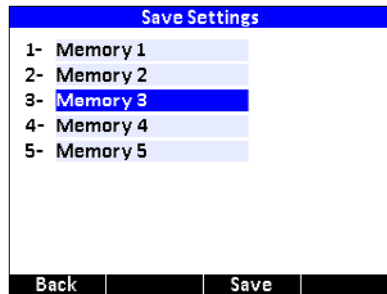 Save Settings
1- Memory 1
2- Memory 2
3- Memory 3
4- Memory 4
5- Memory 5
Back Save